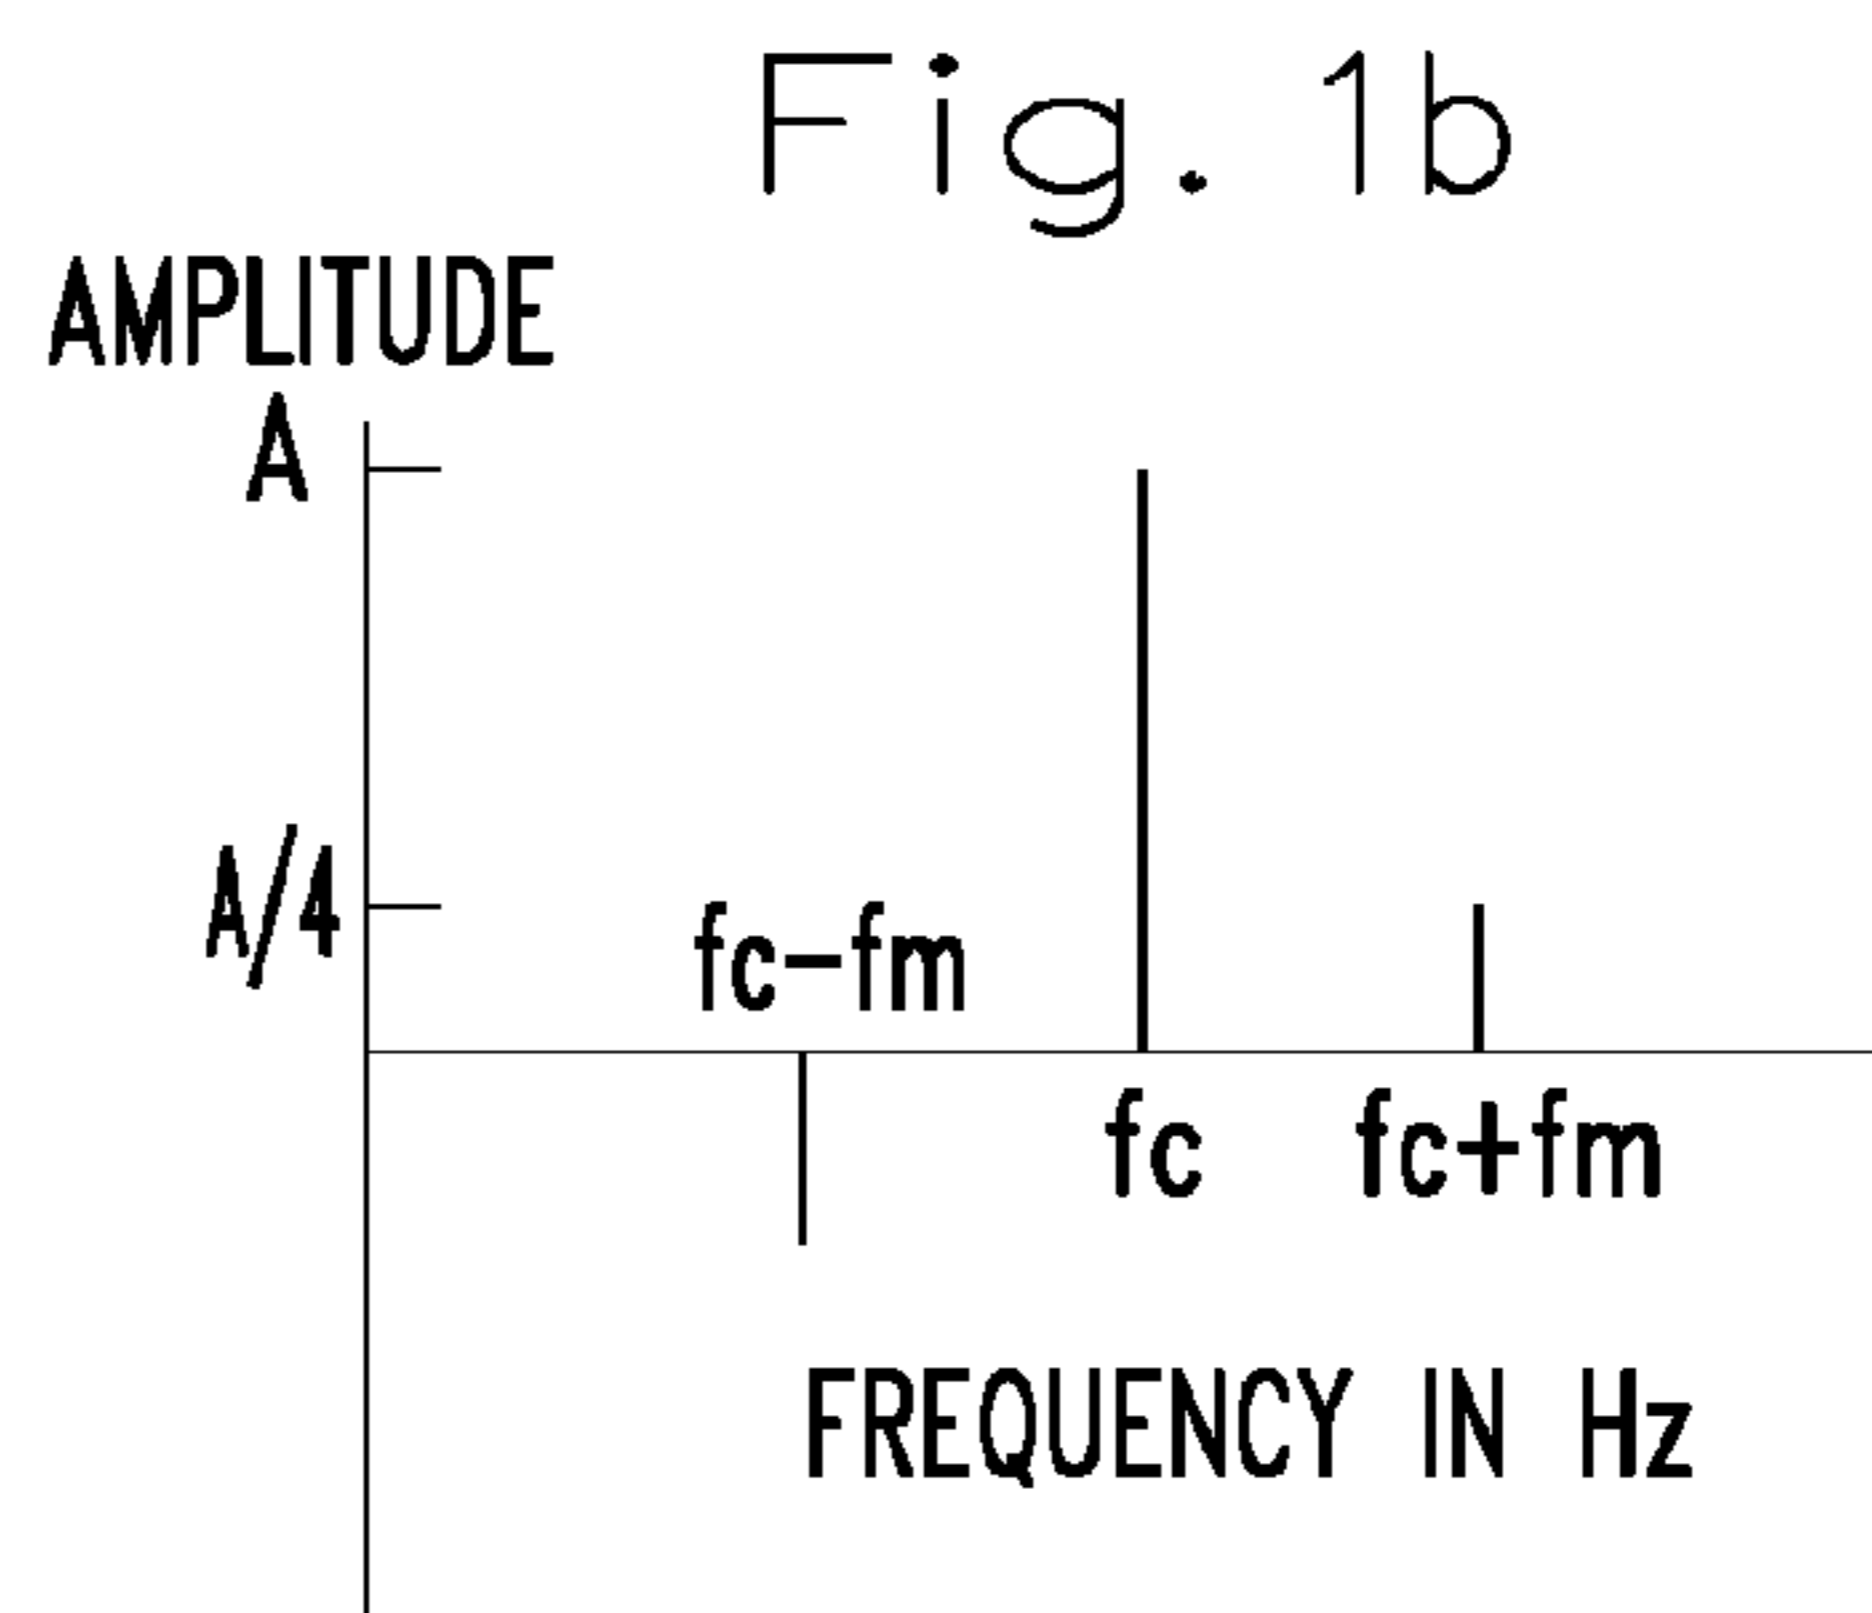 Fig. 1b
AMPLITUDE
A
A/4
fc-fm
fc fc+fm
FREQUENCY IN Hz